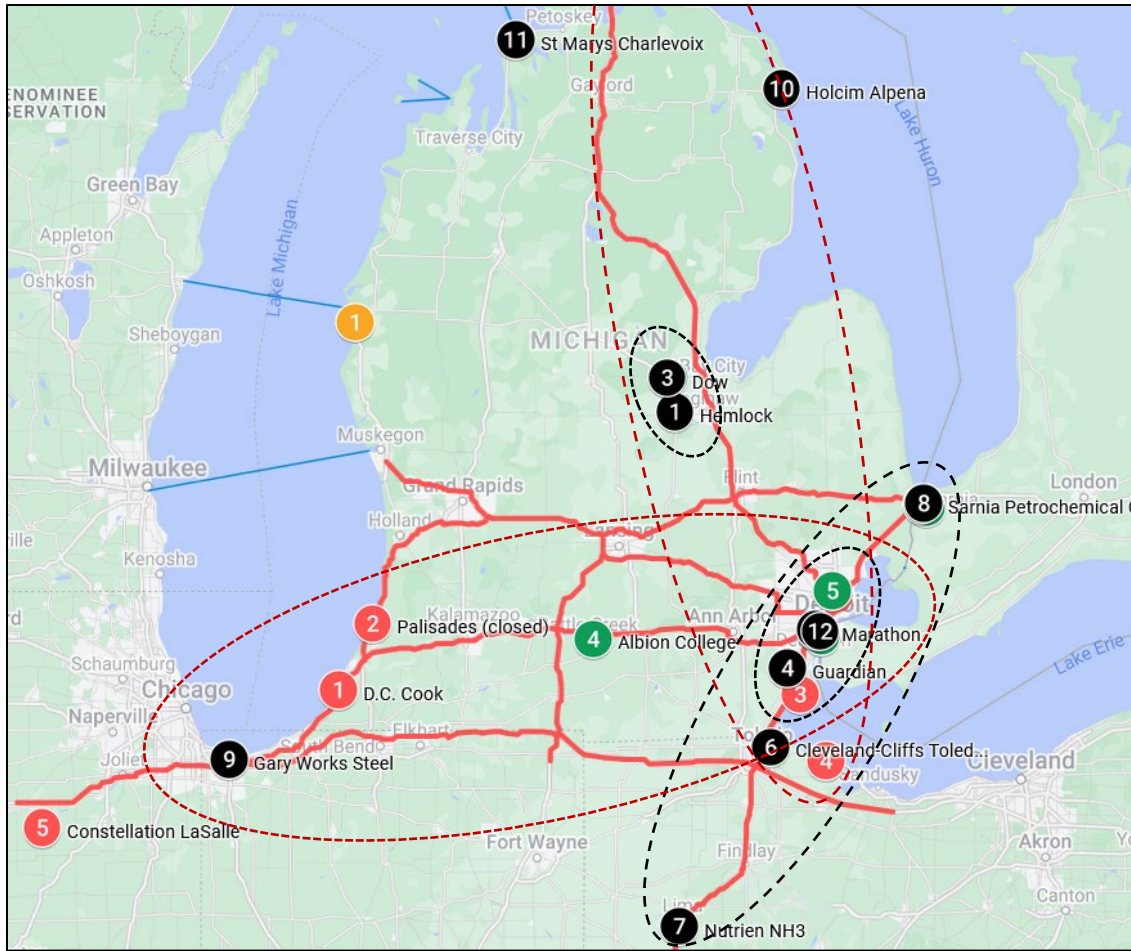 Petoskey
11
St Marys Charlevoix
ENOMINEE
SERVATION
Gaylord
10
Holcim Alpena
Lake Huron
Traverse City
Green Bay
Appleton
Oshkosh
Lake Michigan
Sheboygan
1
MICHIGAN
City
3
Dow
1
Hemlock
Muskegon
Milwaukee
Grand Rapids
Flint
8
London
Sarnia Petrochemical
Holland
Lansing
Kenosha
5
Detroit
2
Palisades (closed)
Kalamazoo
4
Albion College
Ann Arbor
12
Marathon
Schaumburg
Chicago
Naperville
1
D.C. Cook
4
Guardian
3
Lake Erie
Elkhart
South Bend
Joliet
9
Gary Works Steel
6
Cleveland-Cliffs Toled
4
Cleveland
5
Constellation LaSalle
Fort Wayne
Findlay
Akron
Canton
Lima
7
Nutrien NH3